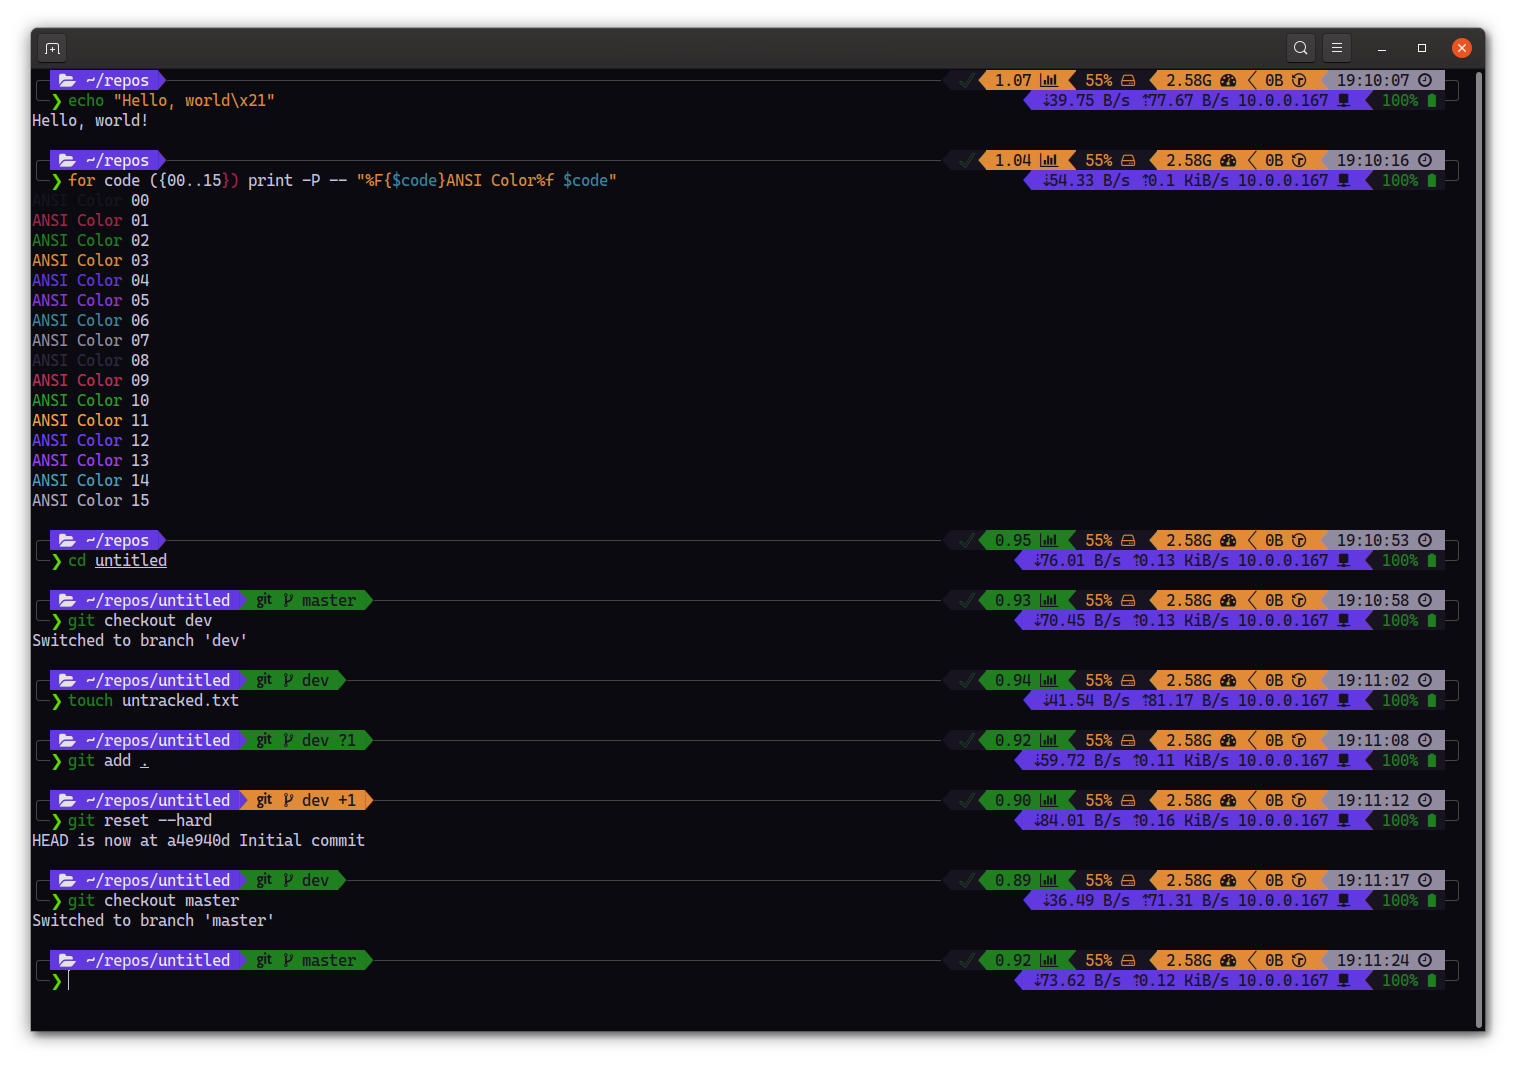 ~/repos 1.07 55% 2.58G 0B 19:10:07
❯ echo "Hello, world\x21" ⇣39.75 B/s ⇡77.67 B/s 10.0.0.167 100%
Hello, world!
~/repos 1.04 55% 2.58G 0B 19:10:16
❯ for code ({00..15}) print -P -- "%F{$code}ANSI Color%f $code" ⇣54.33 B/s ⇡0.1 KiB/s 10.0.0.167 100%
ANSI Color 00
ANSI Color 01
ANSI Color 02
ANSI Color 03
ANSI Color 04
ANSI Color 05
ANSI Color 06
ANSI Color 07
ANSI Color 08
ANSI Color 09
ANSI Color 10
ANSI Color 11
ANSI Color 12
ANSI Color 13
ANSI Color 14
ANSI Color 15
~/repos 0.95 55% 2.58G 0B 19:10:53
❯ cd untitled ⇣76.01 B/s ⇡0.13 KiB/s 10.0.0.167 100%
~/repos/untitled git master 0.93 55% 2.58G 0B 19:10:58
❯ git checkout dev ⇣70.45 B/s ⇡0.13 KiB/s 10.0.0.167 100%
Switched to branch 'dev'
~/repos/untitled git dev 0.94 55% 2.58G 0B 19:11:02
❯ touch untracked.txt ⇣41.54 B/s ⇡81.17 B/s 10.0.0.167 100%
~/repos/untitled git dev ?1 0.92 55% 2.58G 0B 19:11:08
❯ git add . ⇣59.72 B/s ⇡0.11 KiB/s 10.0.0.167 100%
~/repos/untitled git dev +1 0.90 55% 2.58G 0B 19:11:12
❯ git reset --hard ⇣84.01 B/s ⇡0.16 KiB/s 10.0.0.167 100%
HEAD is now at a4e940d Initial commit
~/repos/untitled git dev 0.89 55% 2.58G 0B 19:11:17
❯ git checkout master ⇣36.49 B/s ⇡71.31 B/s 10.0.0.167 100%
Switched to branch 'master'
~/repos/untitled git master 0.92 55% 2.58G 0B 19:11:24
❯ ⇣73.62 B/s ⇡0.12 KiB/s 10.0.0.167 100%